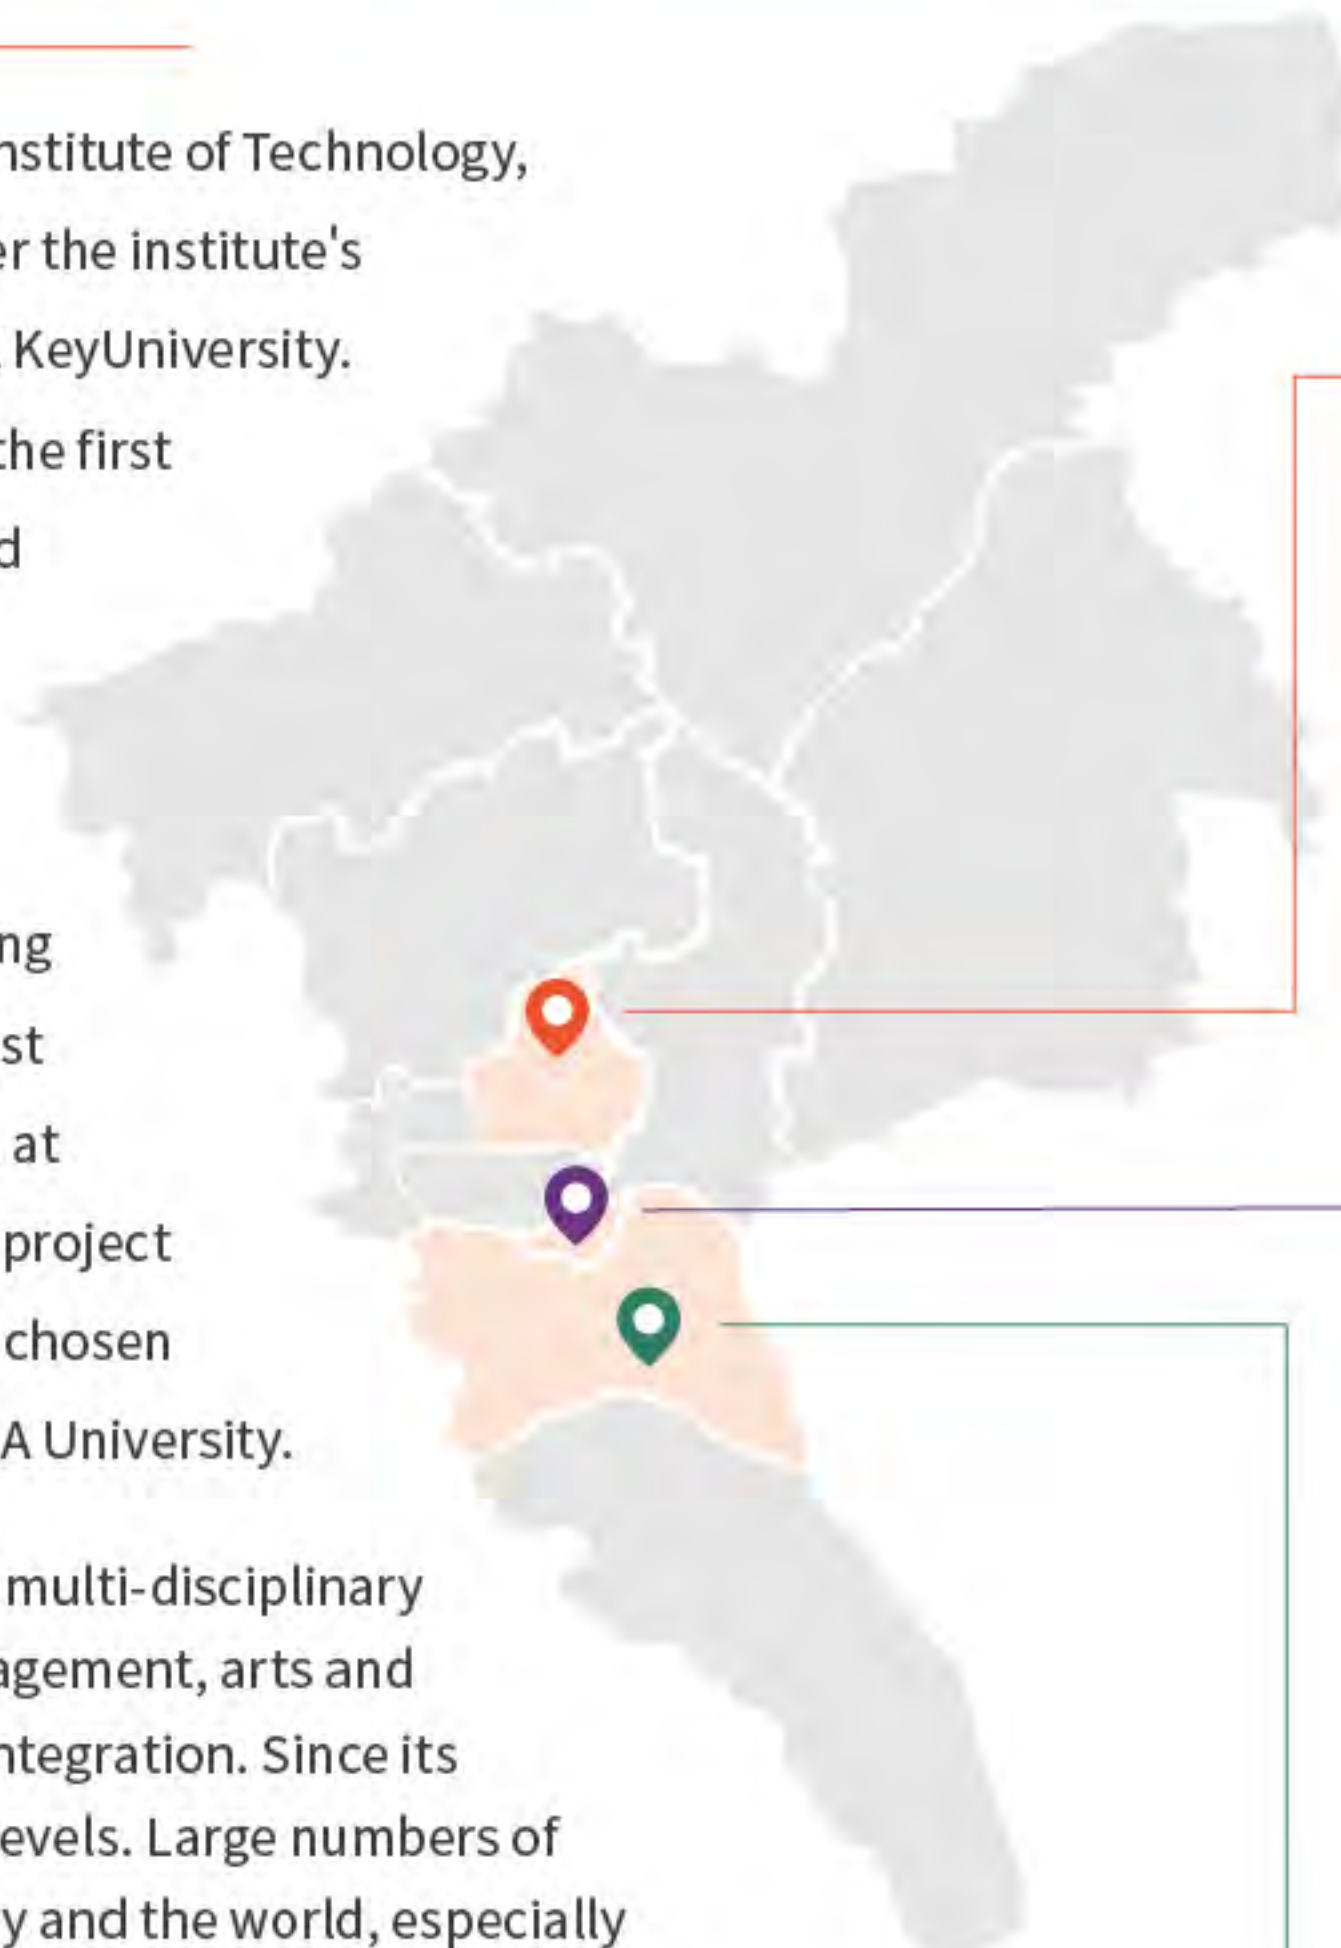 nstitute of Technology,
er the institute's
KeyUniversity.
the first
d
ng
st
at
project
chosen
A University.
multi-disciplinary
agement, arts and
ntegration. Since its
evels. Large numbers of
y and the world, especially